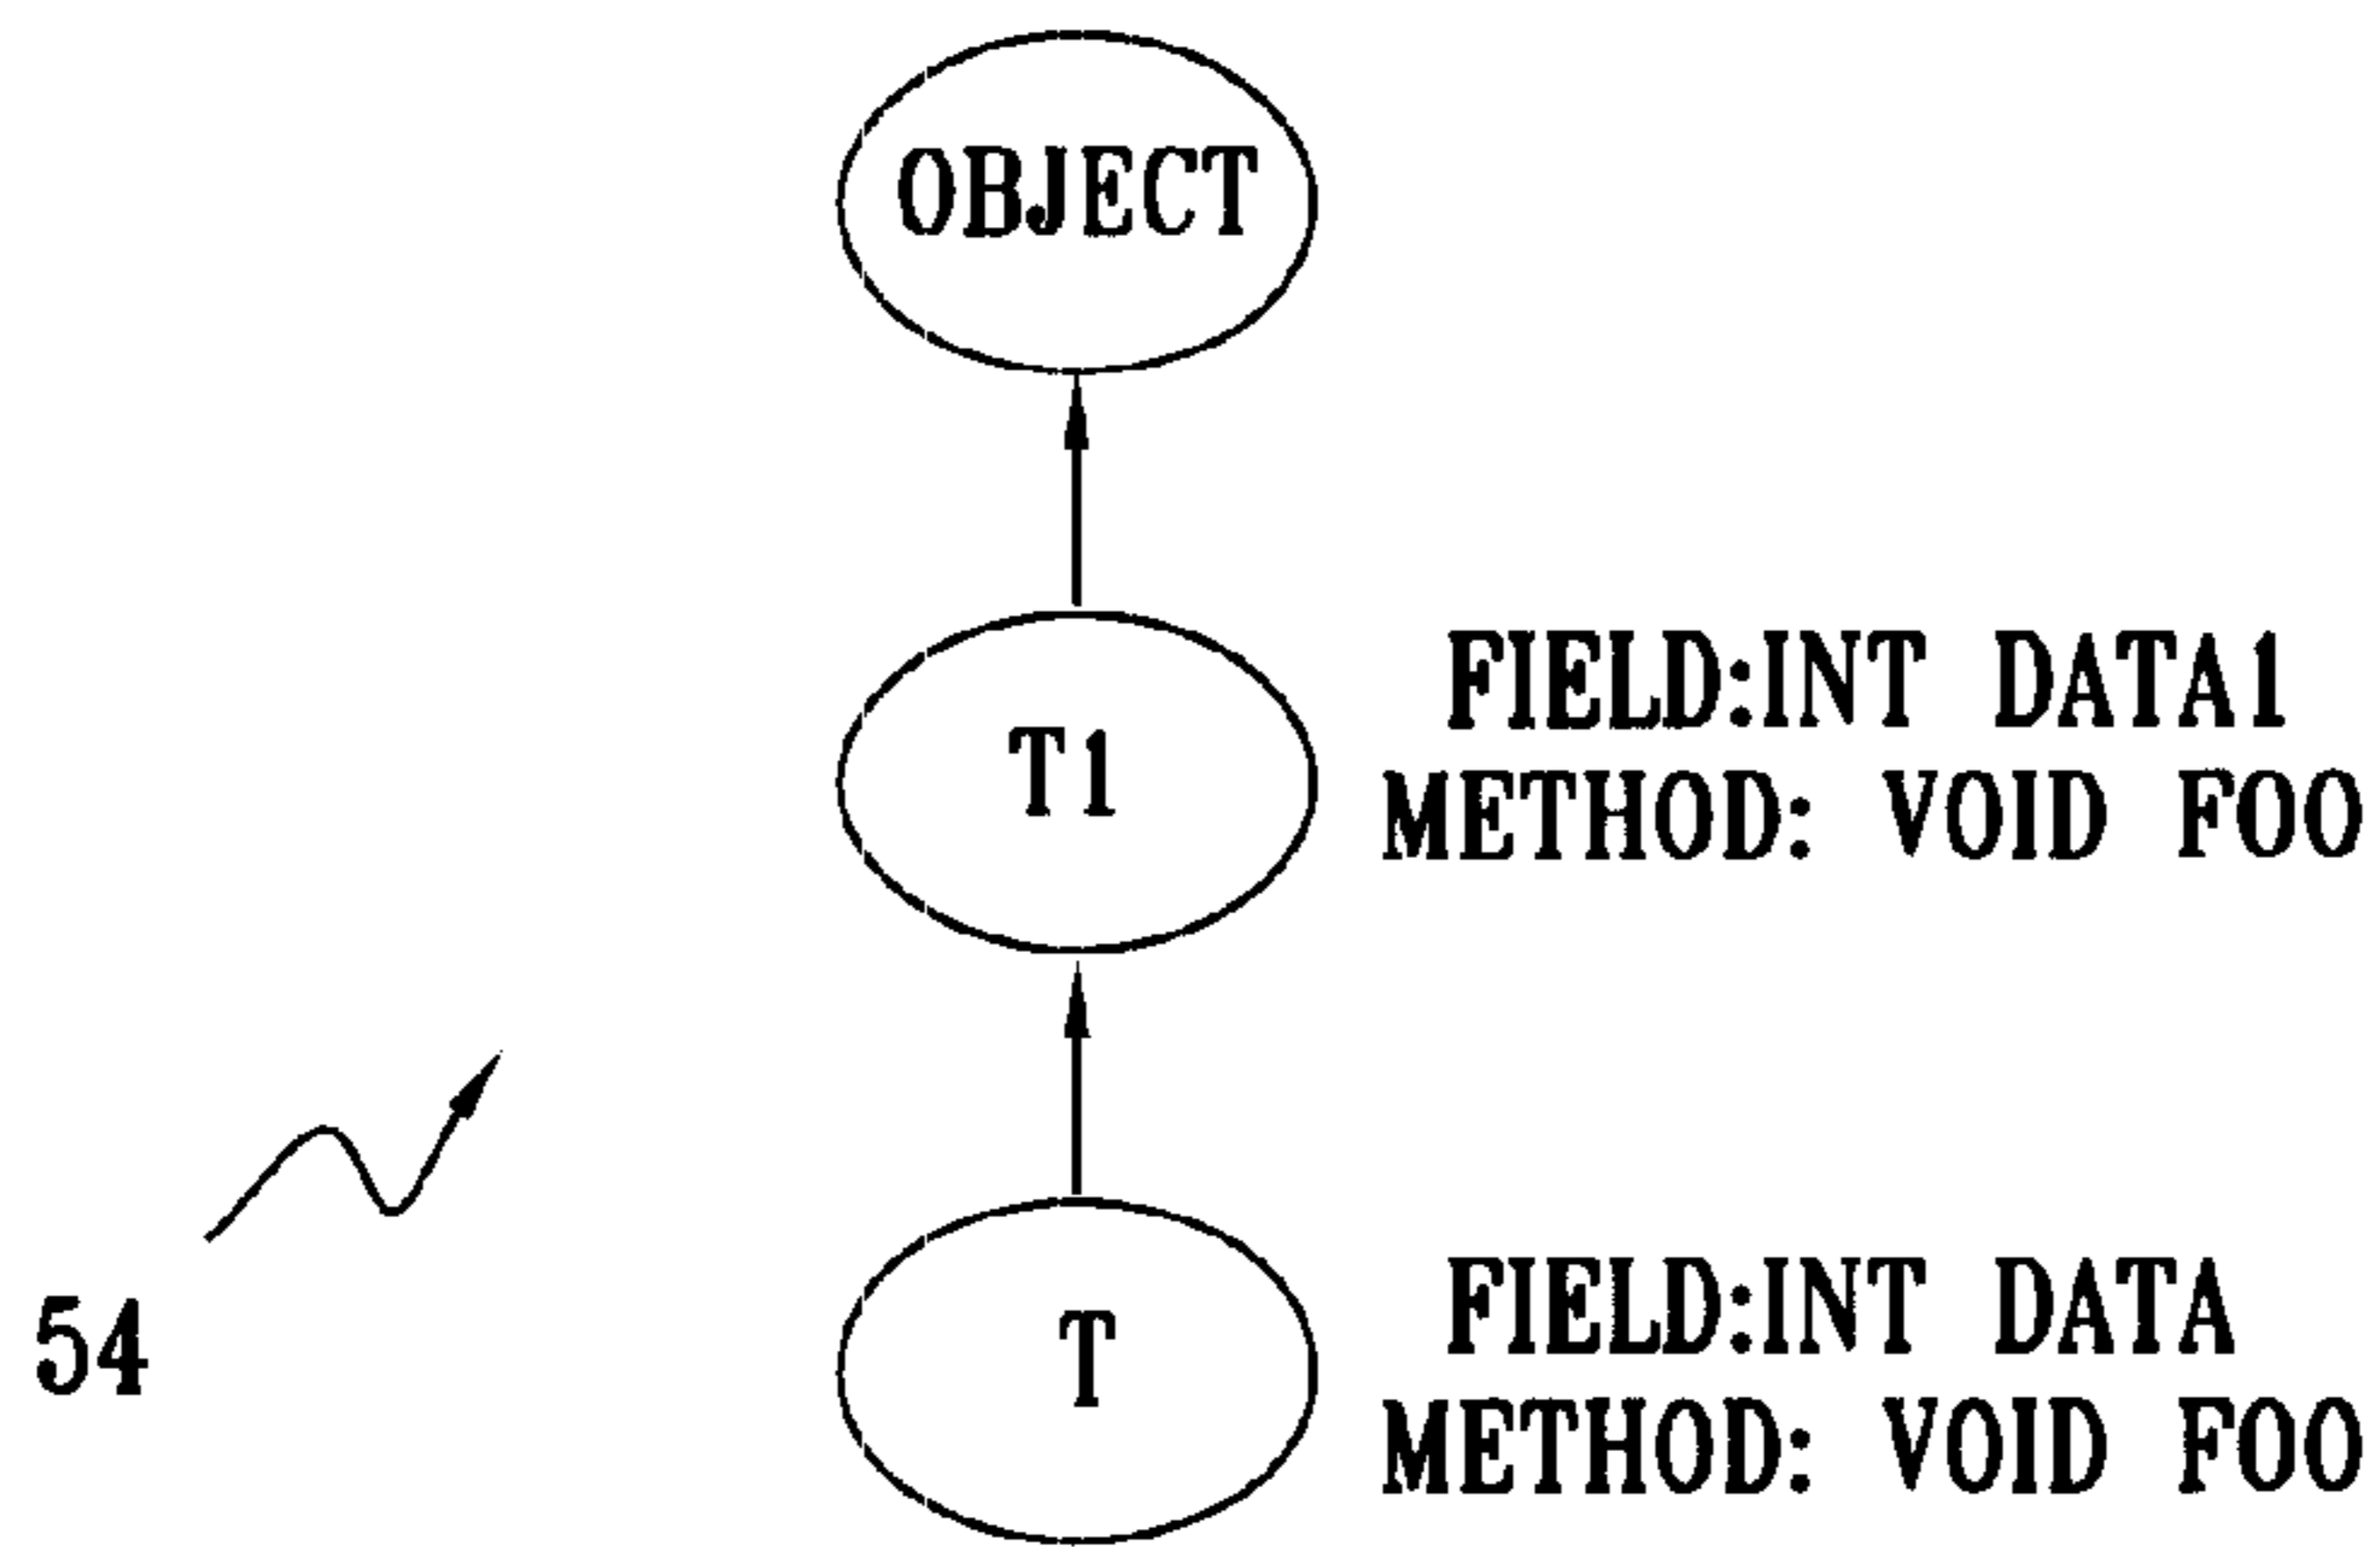 OBJECT
T1
FIELD:INT DATA1
METHOD: VOID FOO
54
T
FIELD:INT DATA
METHOD: VOID FOO